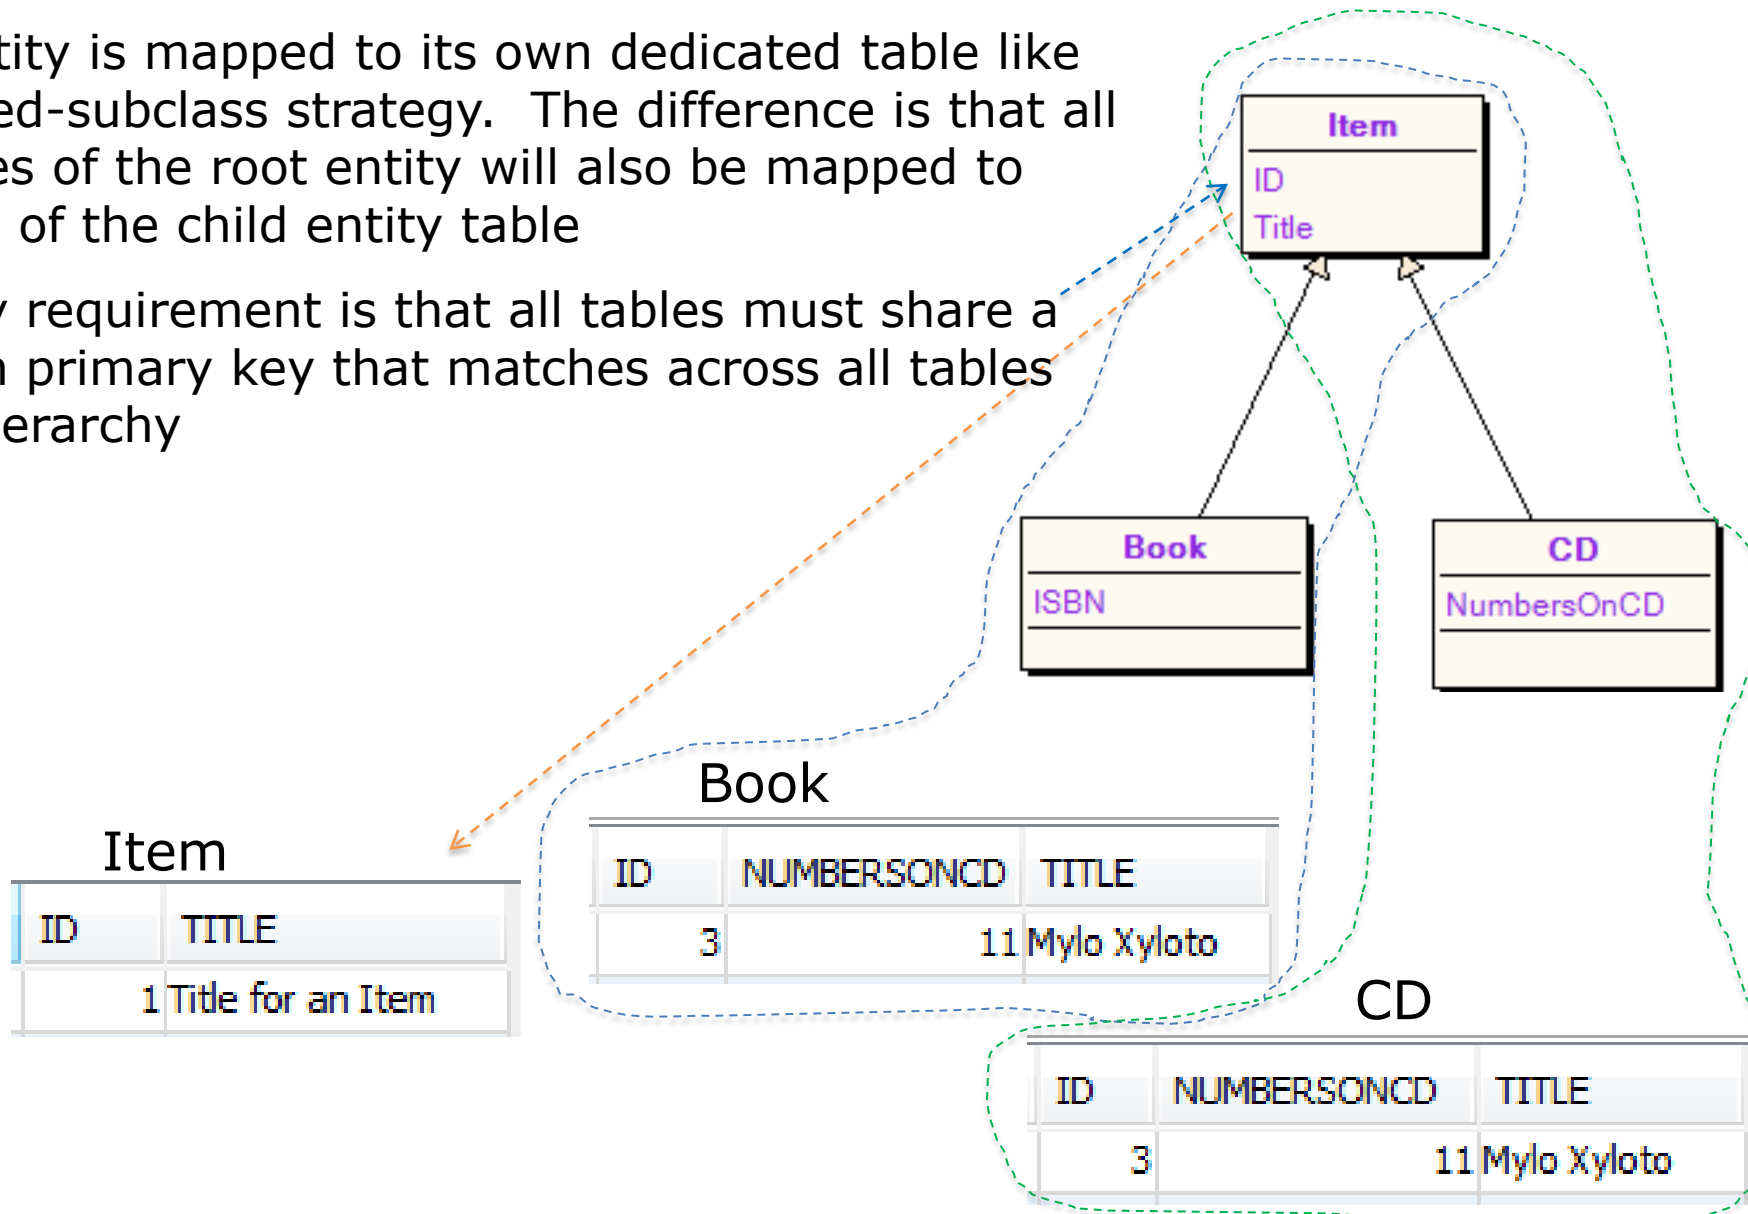 tity is mapped to its own dedicated table like
ed-subclass strategy.  The difference is that all
es of the root entity will also be mapped to
of the child entity table
y requirement is that all tables must share a
n primary key that matches across all tables
erarchy
Item
ID
Title
Book
ISBN
CD
NumbersOnCD
Book
ID NUMBERSONCD TITLE
3 11 Mylo Xyloto
Item
ID TITLE
1 Title for an Item
CD
ID NUMBERSONCD TITLE
3 11 Mylo Xyloto